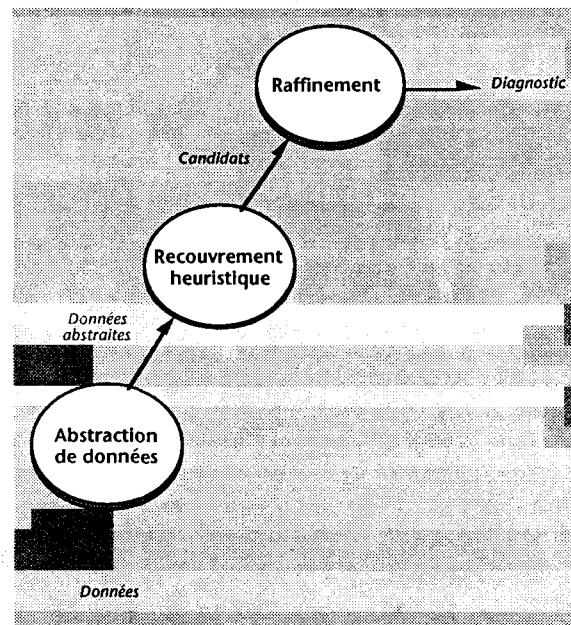 Raffinement
Diagnostic
Candidats
Recouvrement
heuristique
Données
abstraites
Abstraction
de données
Données